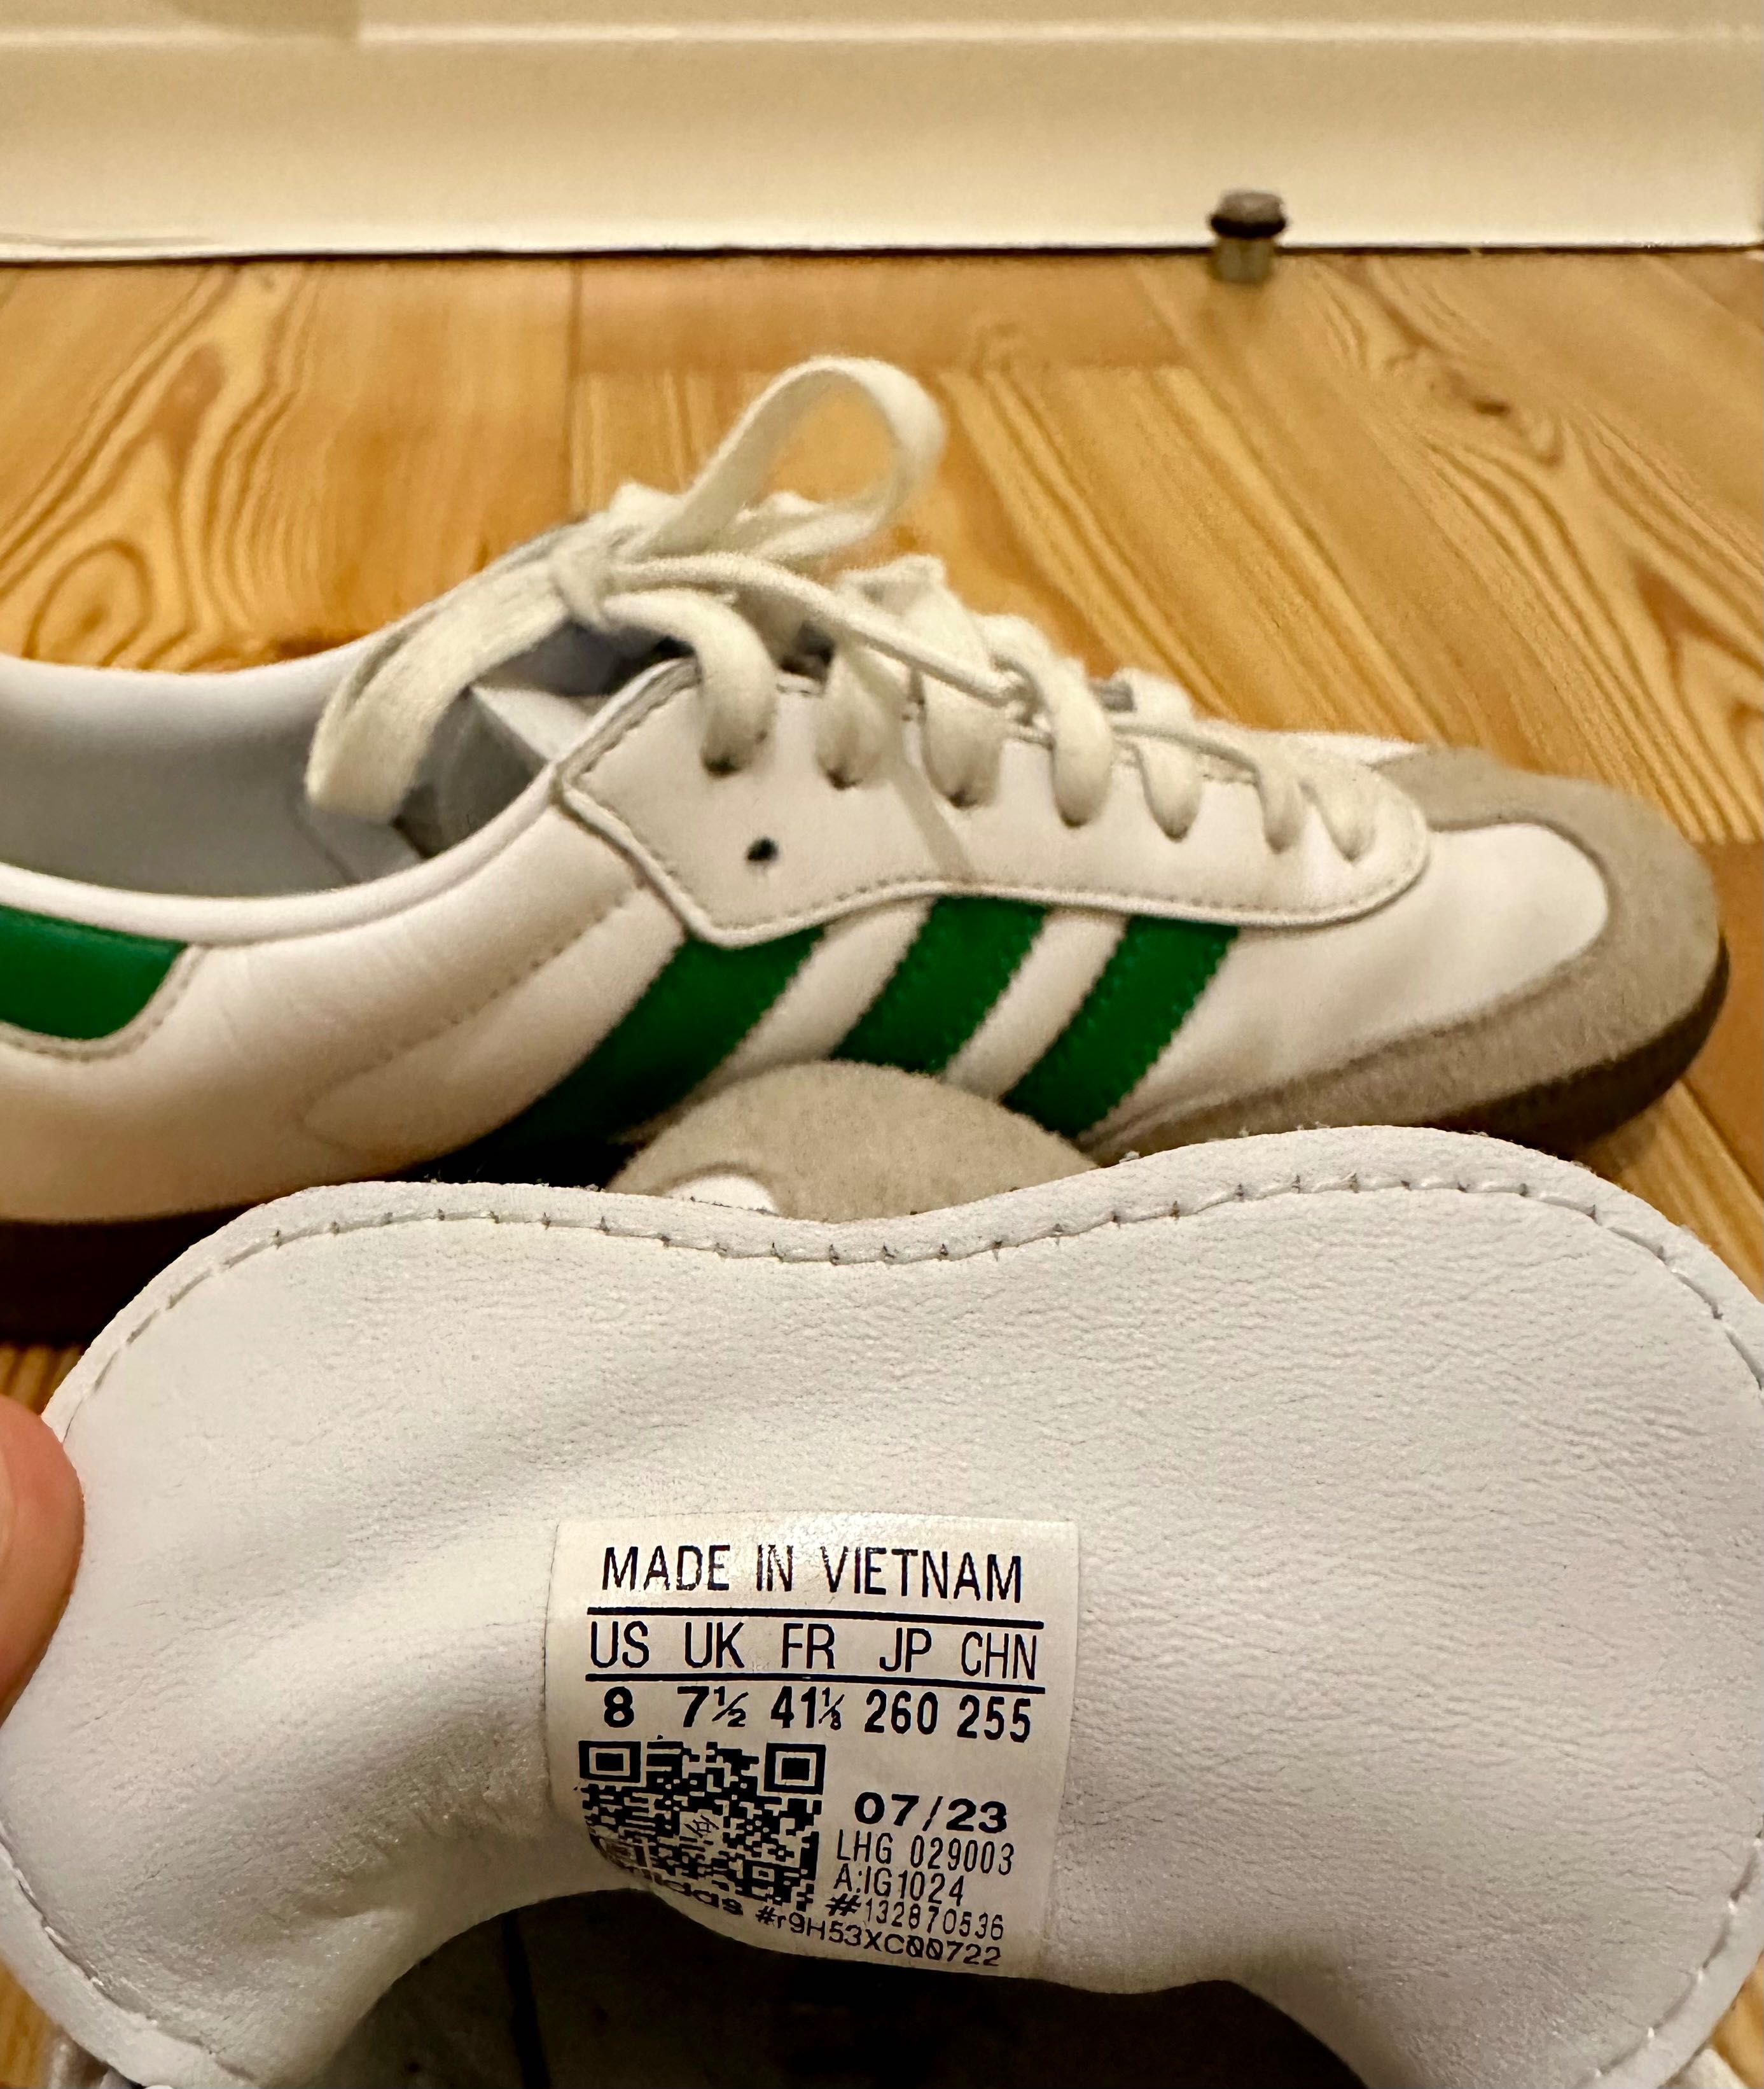 MADE IN VIETNAM
US UK FR JP CHN
8 7½ 41⅓ 260 255
07/23
LHG 029003
A:IG1024
#132870536
adidas #r9H53XC00722